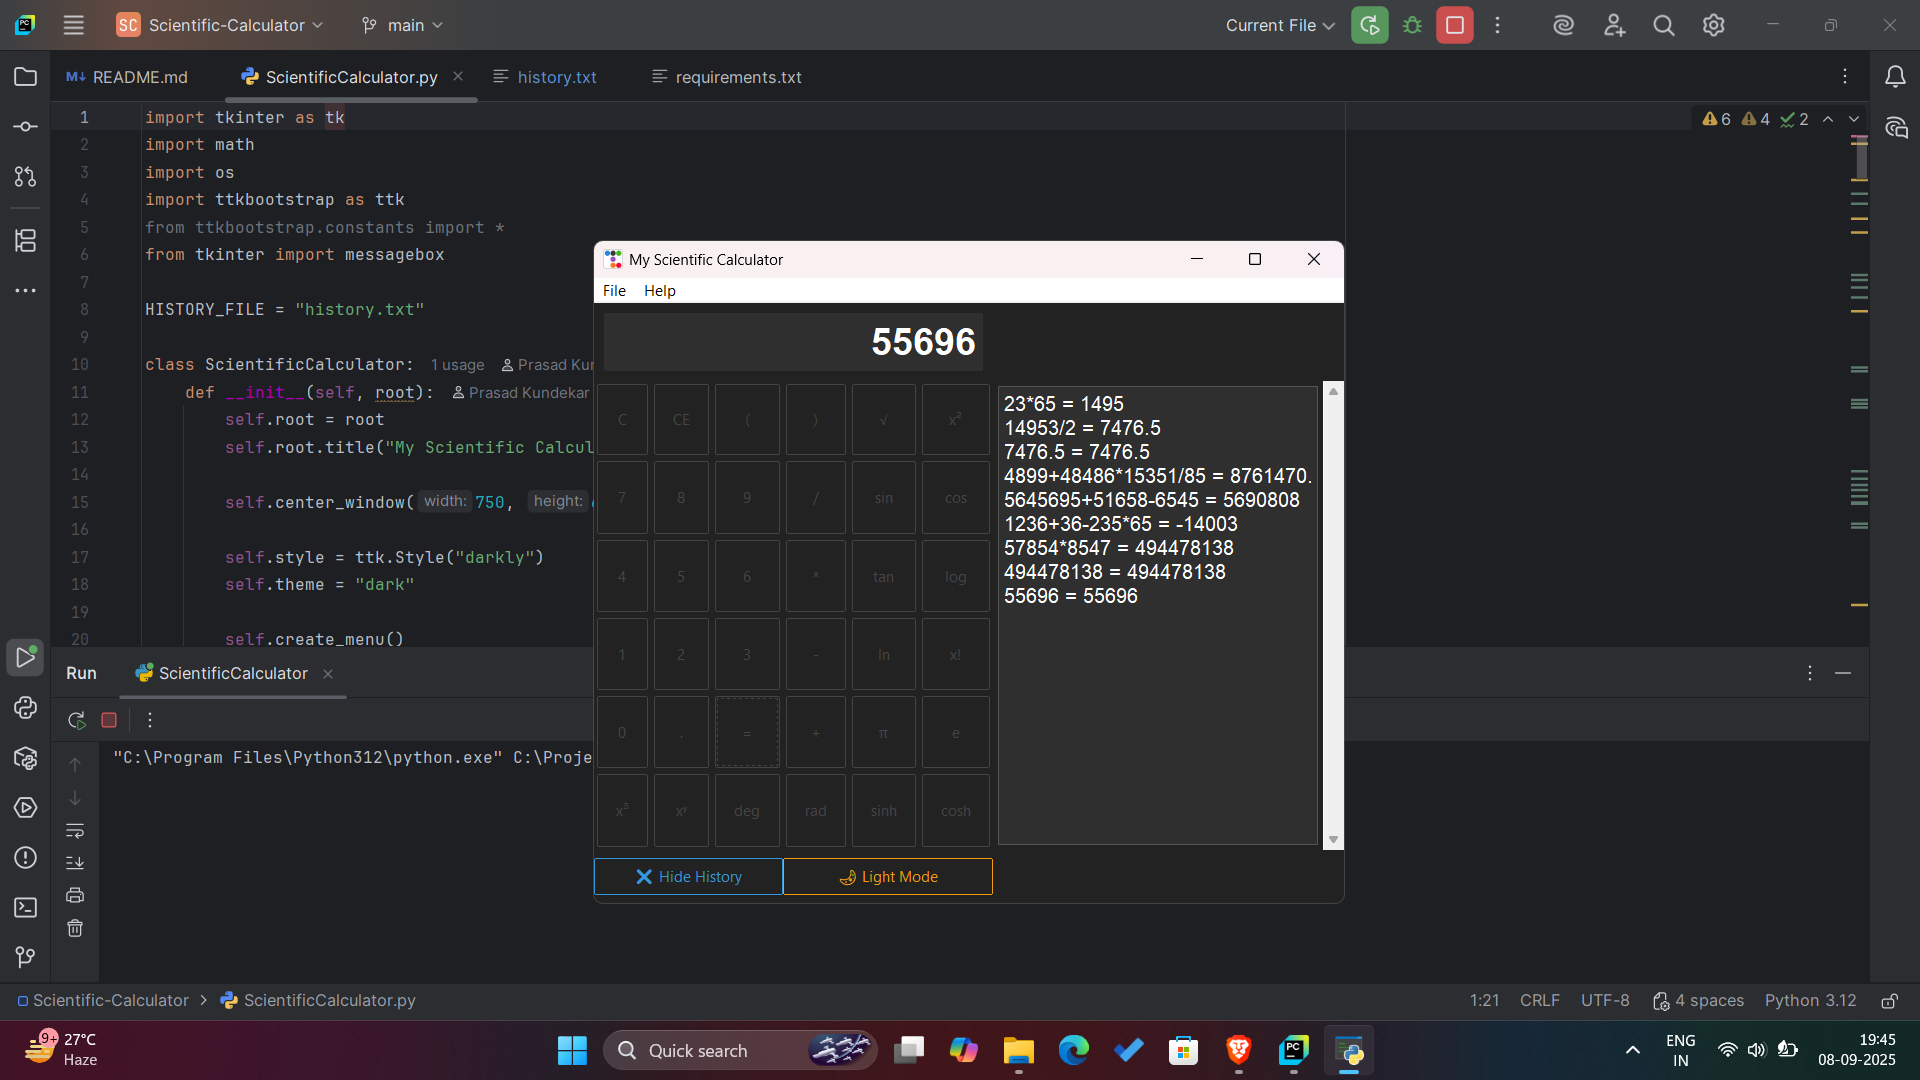 SC Scientific-Calculator main Current File
README.md ScientificCalculator.py history.txt requirements.txt
1 import tkinter as tk 6 4 2
2 import math
3 import os
4 import ttkbootstrap as ttk
5 from ttkbootstrap.constants import *
6 from tkinter import messagebox
7
8 HISTORY_FILE = "history.txt"
9
10 class ScientificCalculator: 1 usage Prasad Kun
11 def __init__(self, root): Prasad Kundekar
12 self.root = root
13 self.root.title("My Scientific Calcul
14
15 self.center_window( width: 750, height:
16
17 self.style = ttk.Style("darkly")
18 self.theme = "dark"
19
20 self.create_menu()
My Scientific Calculator
File Help
55696
C CE ( ) √ x²
7 8 9 / sin cos
4 5 6 * tan log
1 2 3 - ln x!
0 . = + π e
x³ xʸ deg rad sinh cosh
23*65 = 1495
14953/2 = 7476.5
7476.5 = 7476.5
4899+48486*15351/85 = 8761470.
5645695+51658-6545 = 5690808
1236+36-235*65 = -14003
57854*8547 = 494478138
494478138 = 494478138
55696 = 55696
Hide History Light Mode
Run ScientificCalculator
"C:\Program Files\Python312\python.exe" C:\Proje
Scientific-Calculator > ScientificCalculator.py 1:21 CRLF UTF-8 4 spaces Python 3.12
9+ 27°C
Haze
Quick search
ENG
IN
19:45
08-09-2025